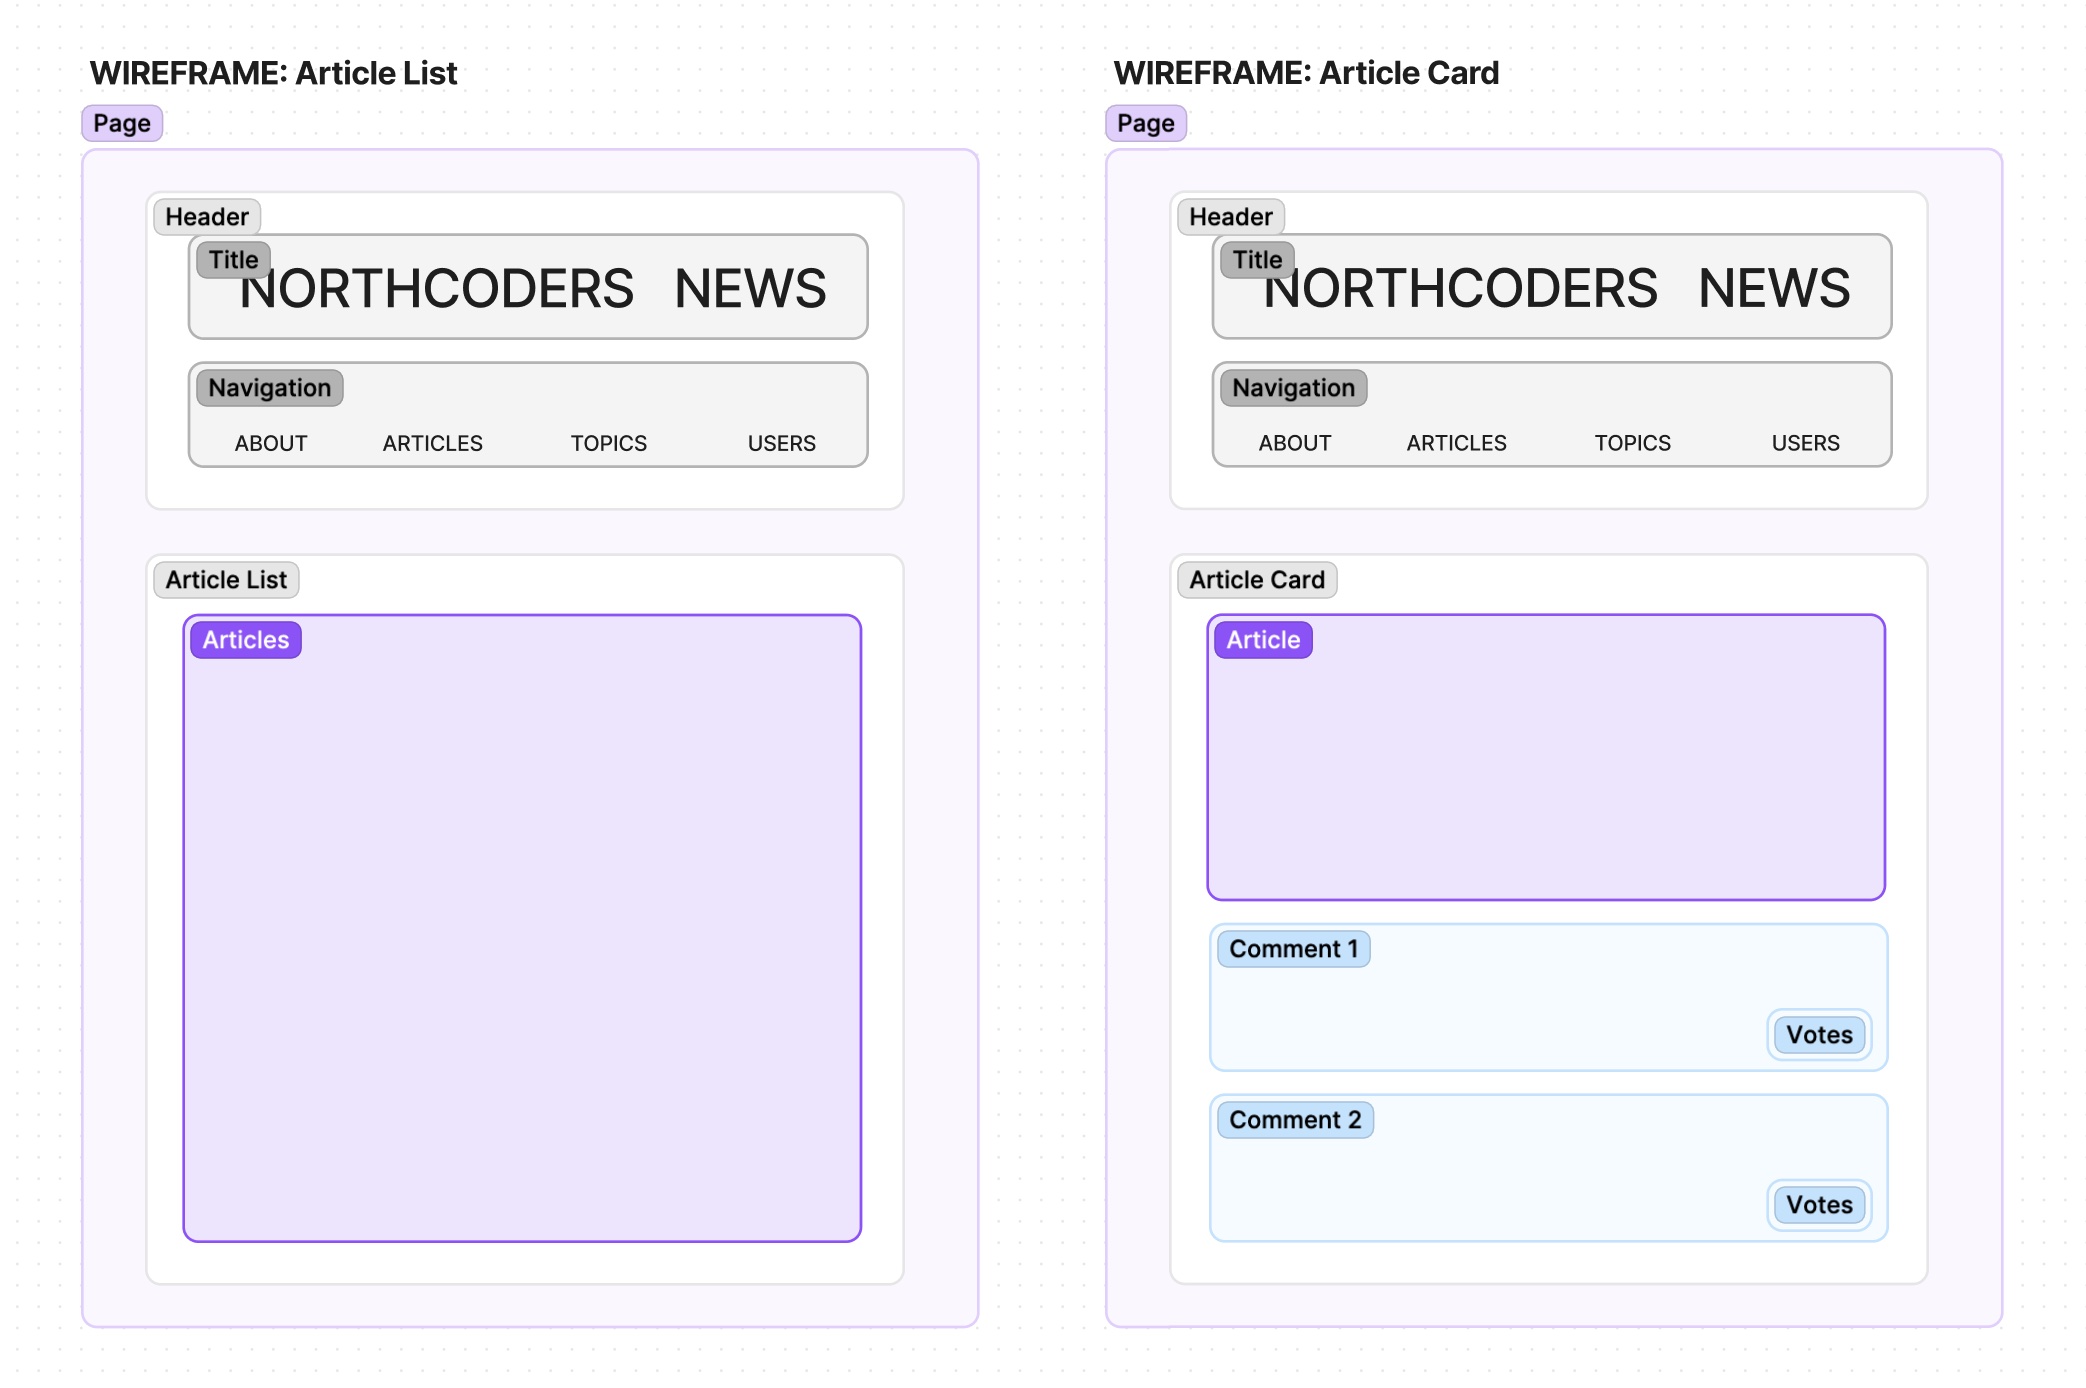 WIREFRAME: Article List
Page
Header
Title
NORTHCODERS NEWS
Navigation
ABOUT ARTICLES TOPICS USERS
Article List
Articles
WIREFRAME: Article Card
Page
Header
Title
NORTHCODERS NEWS
Navigation
ABOUT ARTICLES TOPICS USERS
Article Card
Article
Comment 1
Votes
Comment 2
Votes